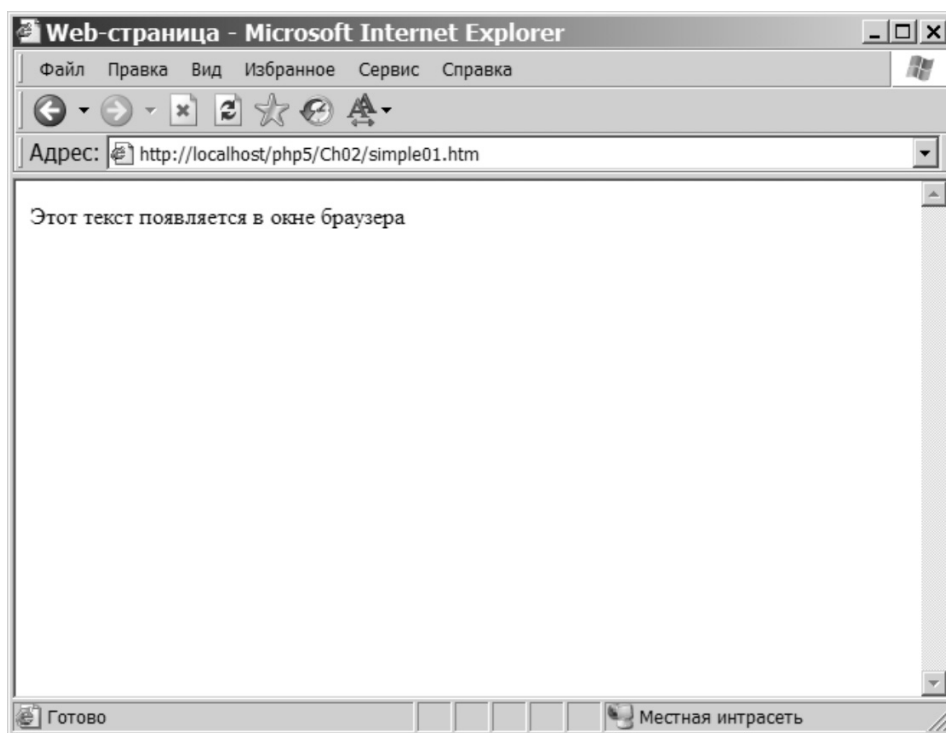 Web-страница - Microsoft Internet Explorer
Файл Правка Вид Избранное Сервис Справка
Адрес: http://localhost/php5/Ch02/simple01.htm
Этот текст появляется в окне браузера
Готово
Местная интрасеть